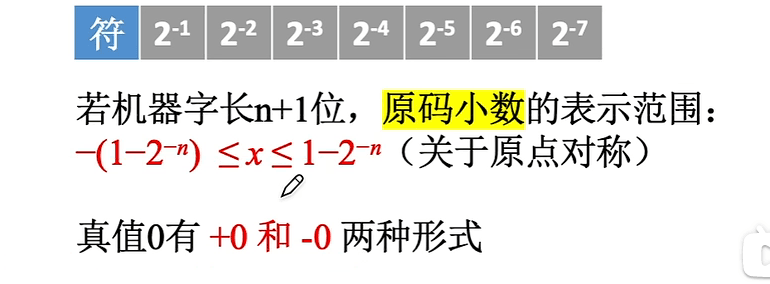 符 2⁻¹ 2⁻² 2⁻³ 2⁻⁴ 2⁻⁵ 2⁻⁶ 2⁻⁷
若机器字长n+1位，原码小数的表示范围：
−(1−2⁻ⁿ) ≤ x ≤ 1−2⁻ⁿ（关于原点对称）
真值0有 +0 和 -0 两种形式